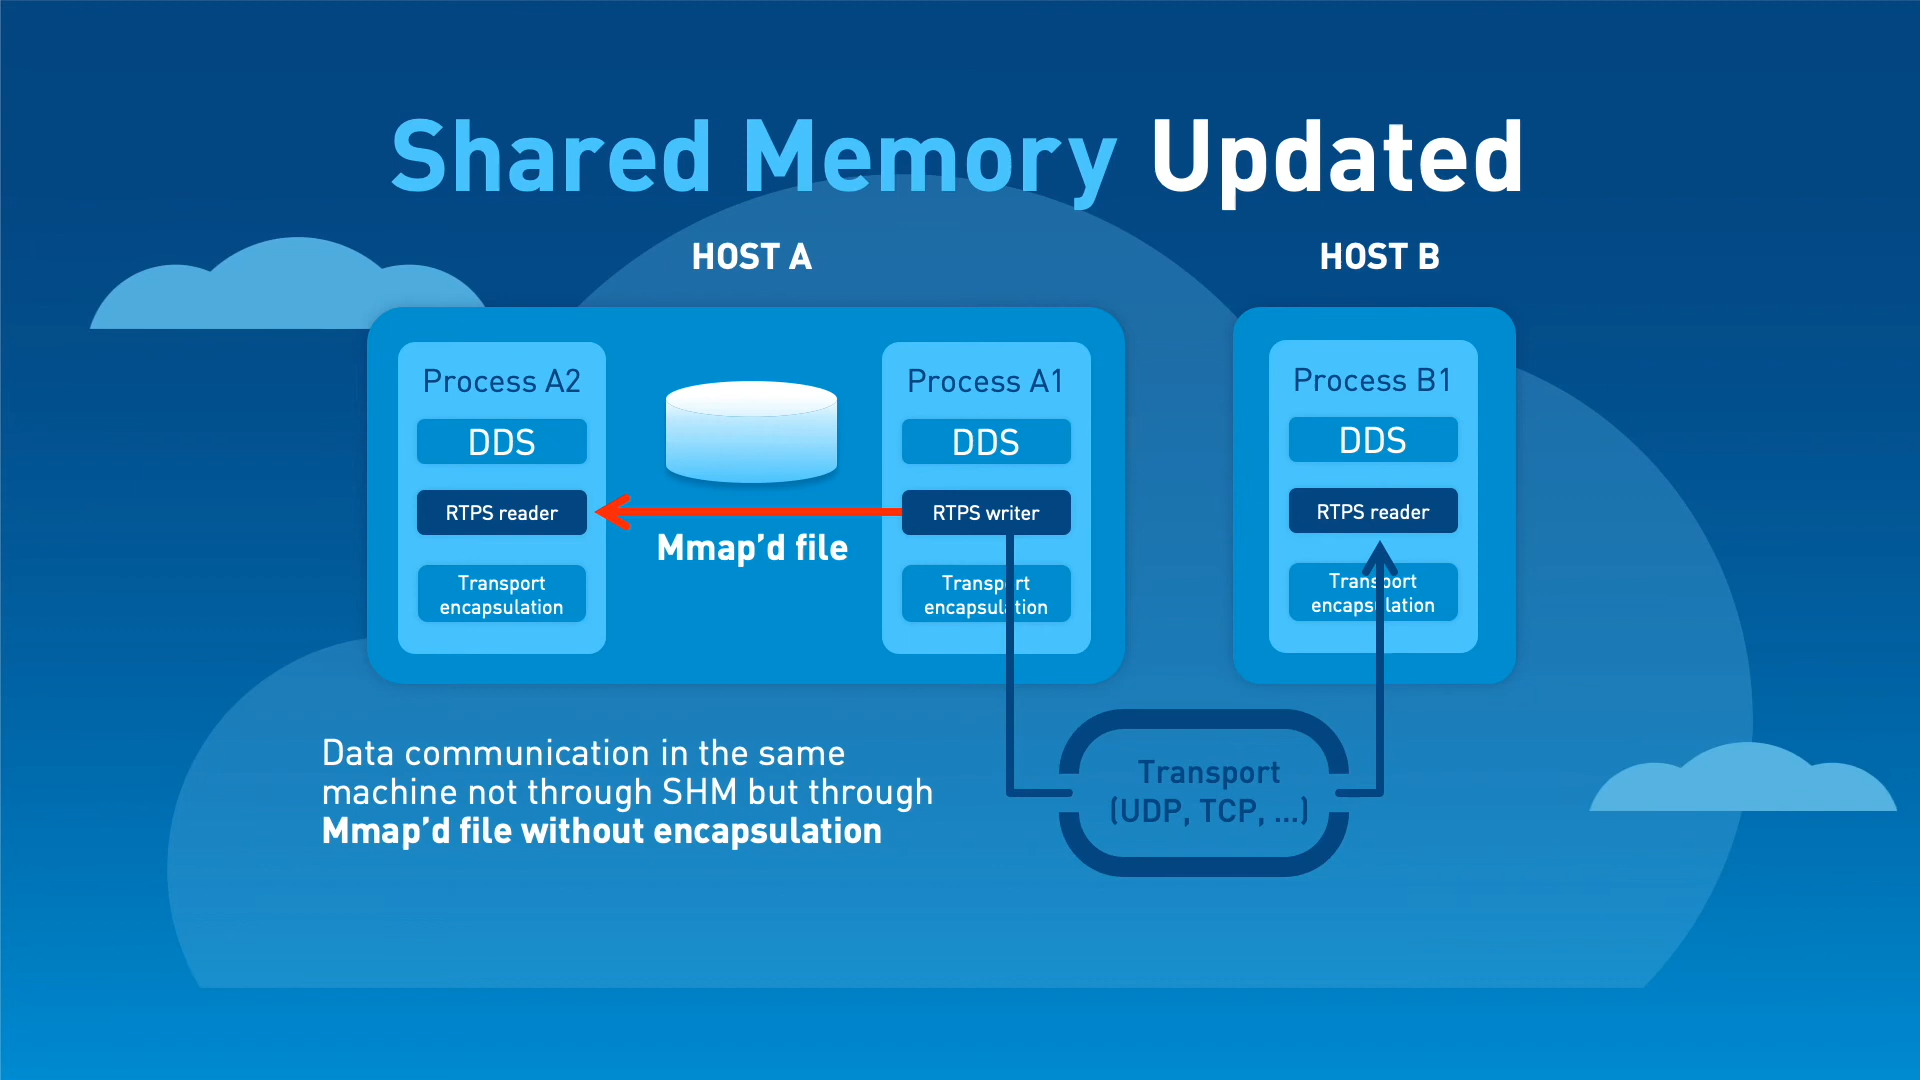 Shared Memory Updated
HOST A
HOST B
Process A2
DDS
RTPS reader
Transport
encapsulation
Mmap'd file
Process A1
DDS
RTPS writer
Transport
encapsulation
Process B1
DDS
RTPS reader
Transport
encapsulation
Data communication in the same
machine not through SHM but through
Mmap'd file without encapsulation
Transport
(UDP, TCP, ...)